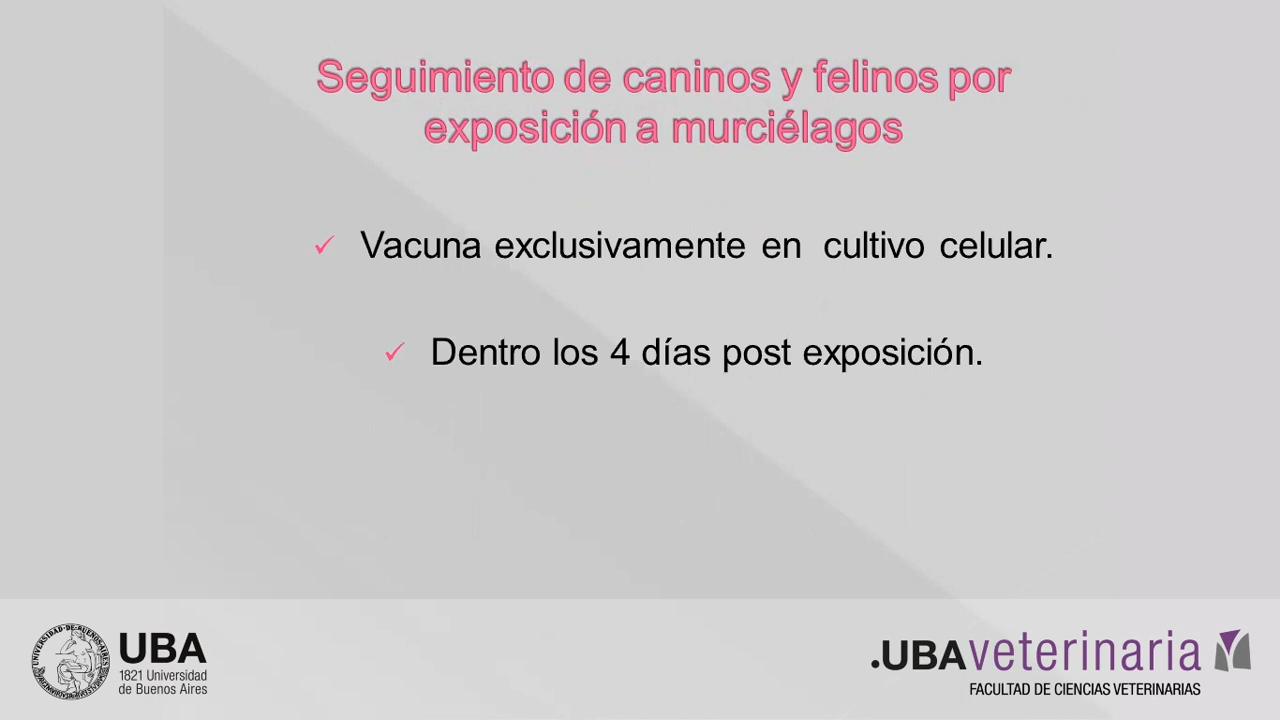 Seguimiento de caninos y felinos por
exposición a murciélagos
✓ Vacuna exclusivamente en cultivo celular.
✓ Dentro los 4 días post exposición.
UBA
1821 Universidad
de Buenos Aires
.UBAveterinaria
FACULTAD DE CIENCIAS VETERINARIAS